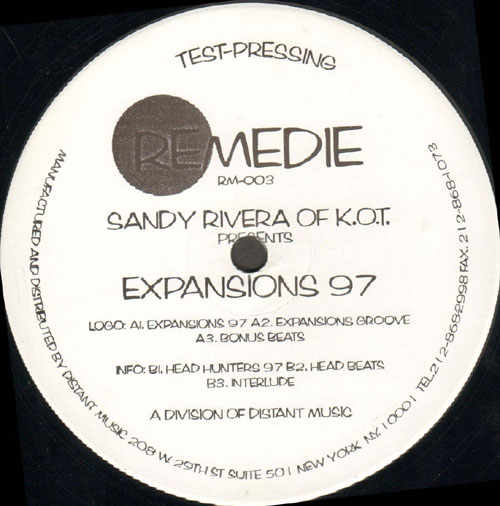 TEST-PRESSING
REMEDIE
RM-003
SANDY RIVERA OF K.O.T.
PRESENTS
EXPANSIONS 97
LOGO: A1. EXPANSIONS 97 A2. EXPANSIONS GROOVE
A3. BONUS BEATS
INFO: B1. HEAD HUNTERS 97 B2. HEAD BEATS
B3. INTERLUDE
A DIVISION OF DISTANT MUSIC
MANUFACTURED AND DISTRIBUTED BY DISTANT MUSIC 208 W. 29TH ST SUITE 501 NEW YORK N.Y. 10001 TEL.212-8682998 FAX. 212-868-1073